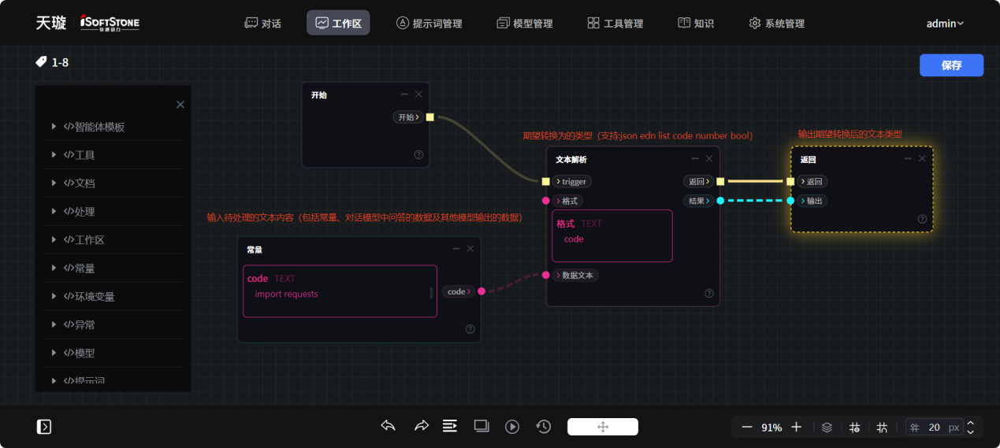 天璇 iSoftStone 软通动力
对话
工作区
提示词管理
模型管理
工具管理
知识
系统管理
admin
1-8
保存
</>智能体模板
</>工具
</>文档
</>处理
</>工作区
</>常量
</>环境变量
</>异常
</>模型
</>提示词
开始
开始
输入待处理的文本内容（包括常量、对话模型中问答的数据及其他模型输出的数据）
常量
code TEXT
import requests
code
期望转换为的类型（支持:json edn list code number bool）
文本解析
trigger
返回
格式
结果
格式 TEXT
code
数据文本
输出期望转换后的文本类型
返回
返回
输出
91%
20 px